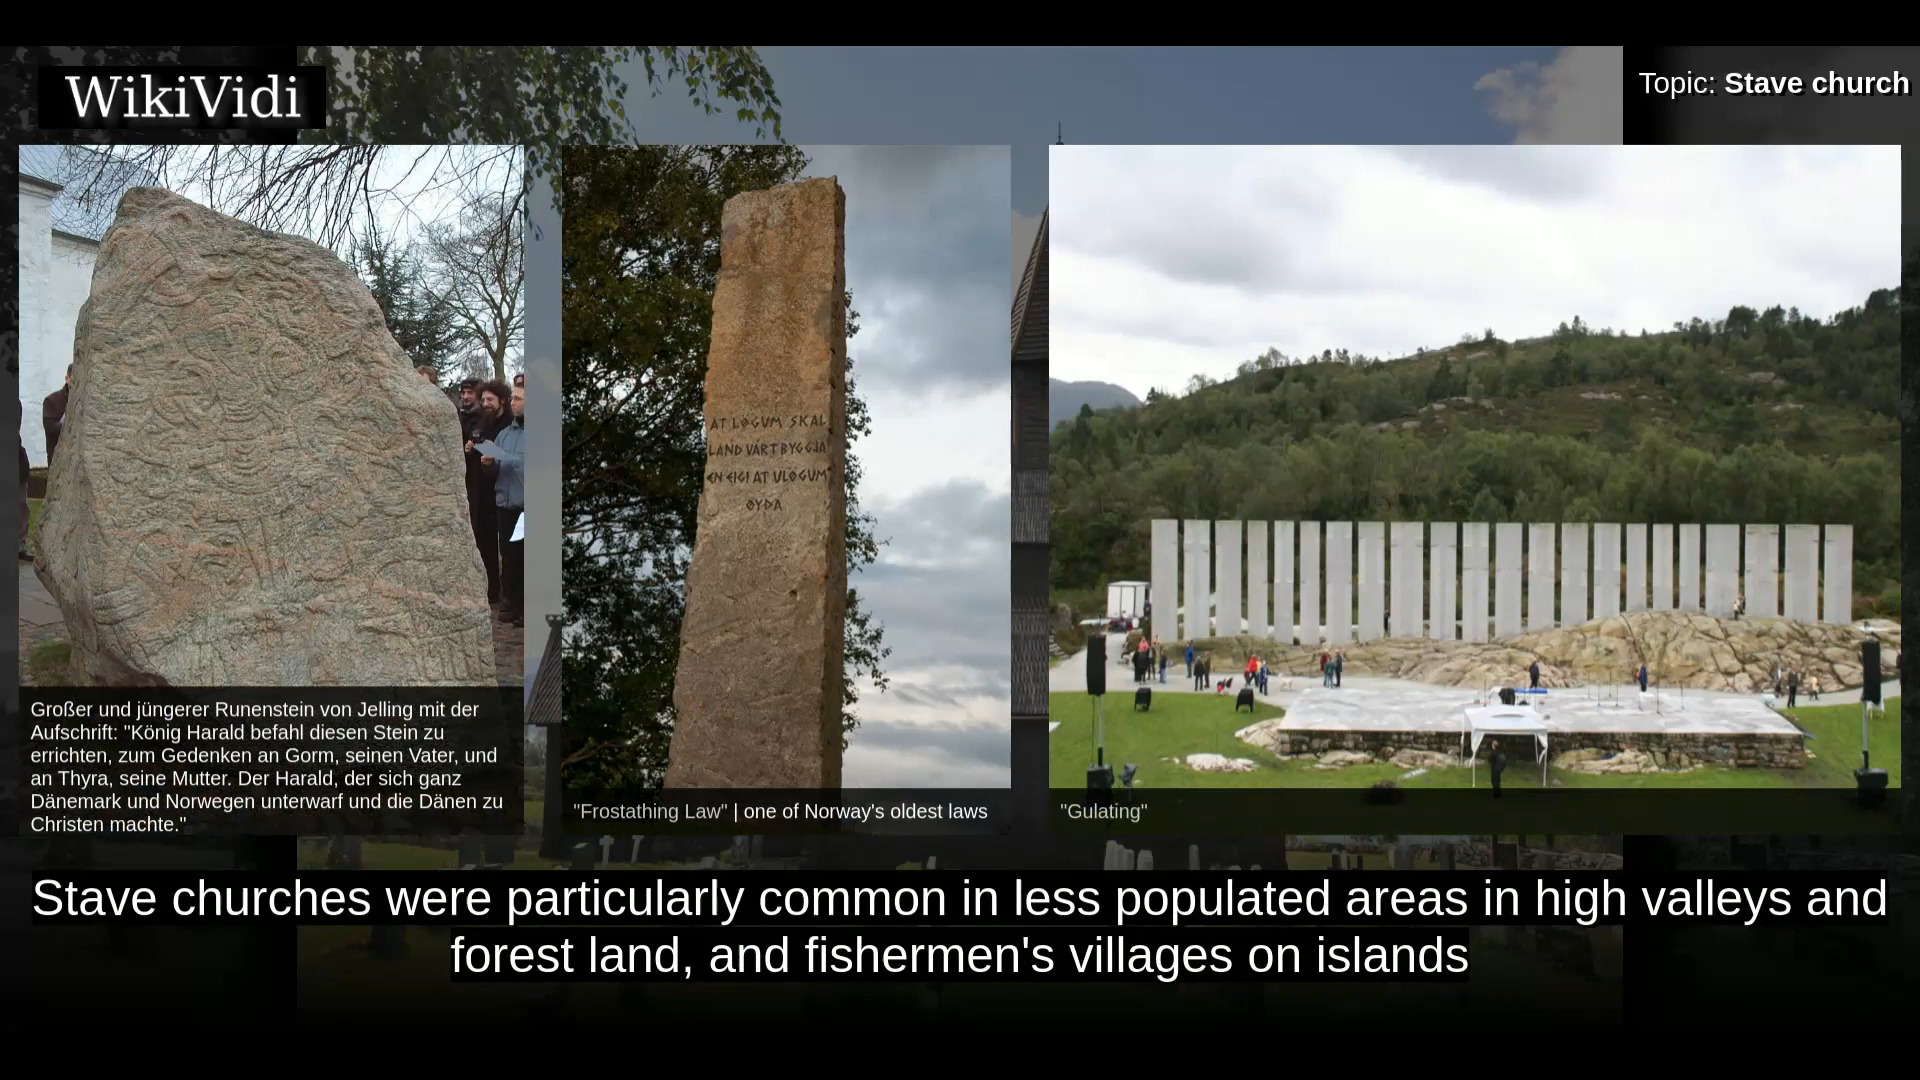 WikiVidi
Topic: Stave church
AT LÖGUM SKAL
LAND VÁRT BYGGJA
EN EIGI AT ULÖGUM
ØYDA
Großer und jüngerer Runenstein von Jelling mit der
Aufschrift: "König Harald befahl diesen Stein zu
errichten, zum Gedenken an Gorm, seinen Vater, und
an Thyra, seine Mutter. Der Harald, der sich ganz
Dänemark und Norwegen unterwarf und die Dänen zu
Christen machte."
"Frostathing Law" | one of Norway's oldest laws
"Gulating"
Stave churches were particularly common in less populated areas in high valleys and
forest land, and fishermen's villages on islands